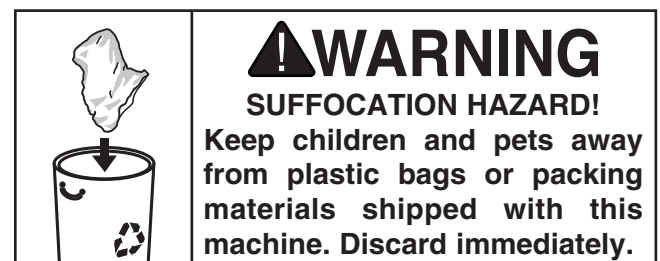 WARNING
SUFFOCATION HAZARD!
Keep children and pets away
from plastic bags or packing
materials shipped with this
machine. Discard immediately.